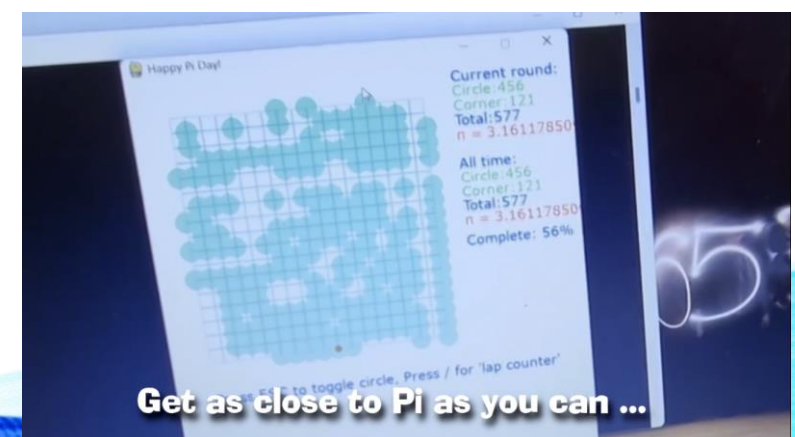 Happy Pi Day!
Current round:
Circle:456
Corner:121
Total:577
n = 3.16117850
All time:
Circle:456
Corner:121
Total:577
n = 3.16117850
Complete: 56%
to toggle circle, Press / for 'lap counter'
Get as close to Pi as you can ...